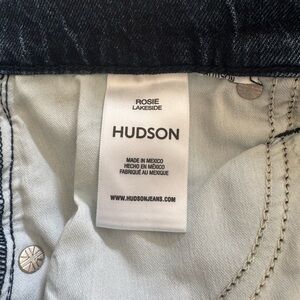 ROSIE
LAKESIDE
HUDSON
MADE IN MEXICO
HECHO EN MÉXICO
FABRIQUÉ AU MEXIQUE
WWW.HUDSONJEANS.COM